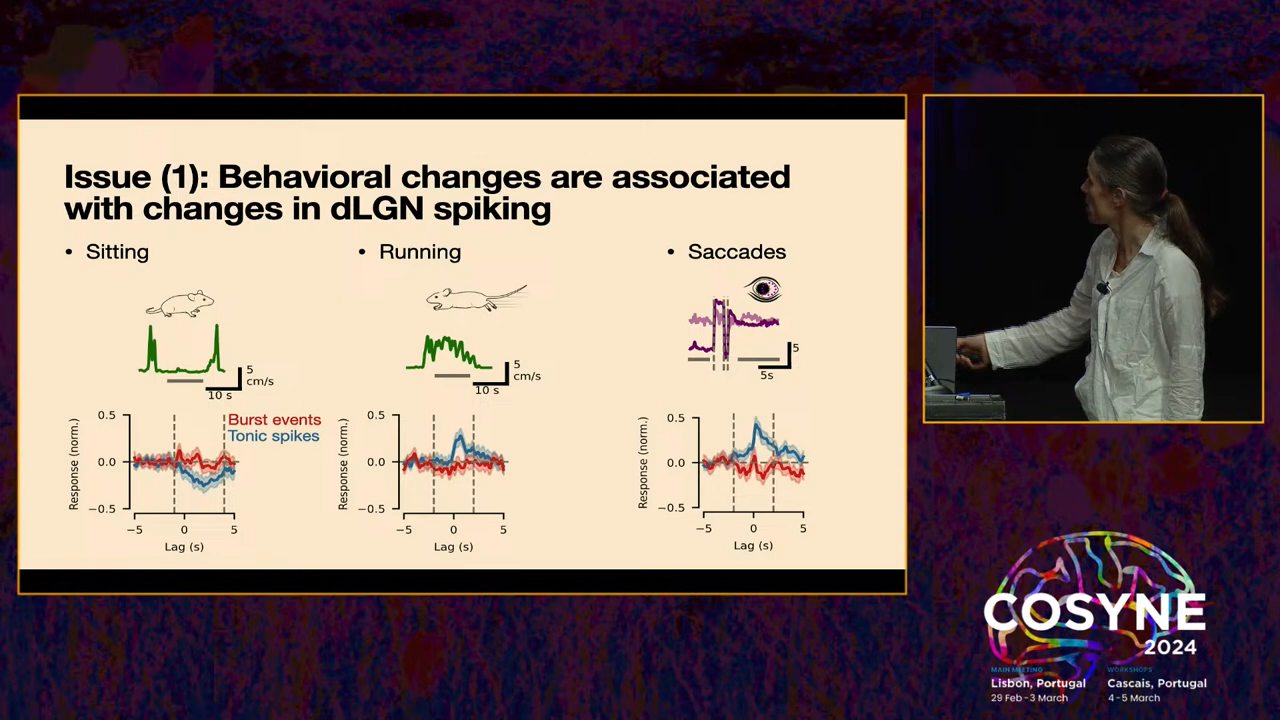 Issue (1): Behavioral changes are associated
with changes in dLGN spiking
• Sitting
• Running
• Saccades
5
cm/s
10 s
5
cm/s
10 s
5
5s
Burst events
Tonic spikes
Response (norm.)
0.5
0.0
−0.5
−5
0
5
Lag (s)
Response (norm.)
0.5
0.0
−0.5
−5
0
5
Lag (s)
Response (norm.)
0.5
0.0
−0.5
−5
0
5
Lag (s)
COSYNE
2024
MAIN MEETING
Lisbon, Portugal
29 Feb - 3 March
WORKSHOPS
Cascais, Portugal
4 - 5 March